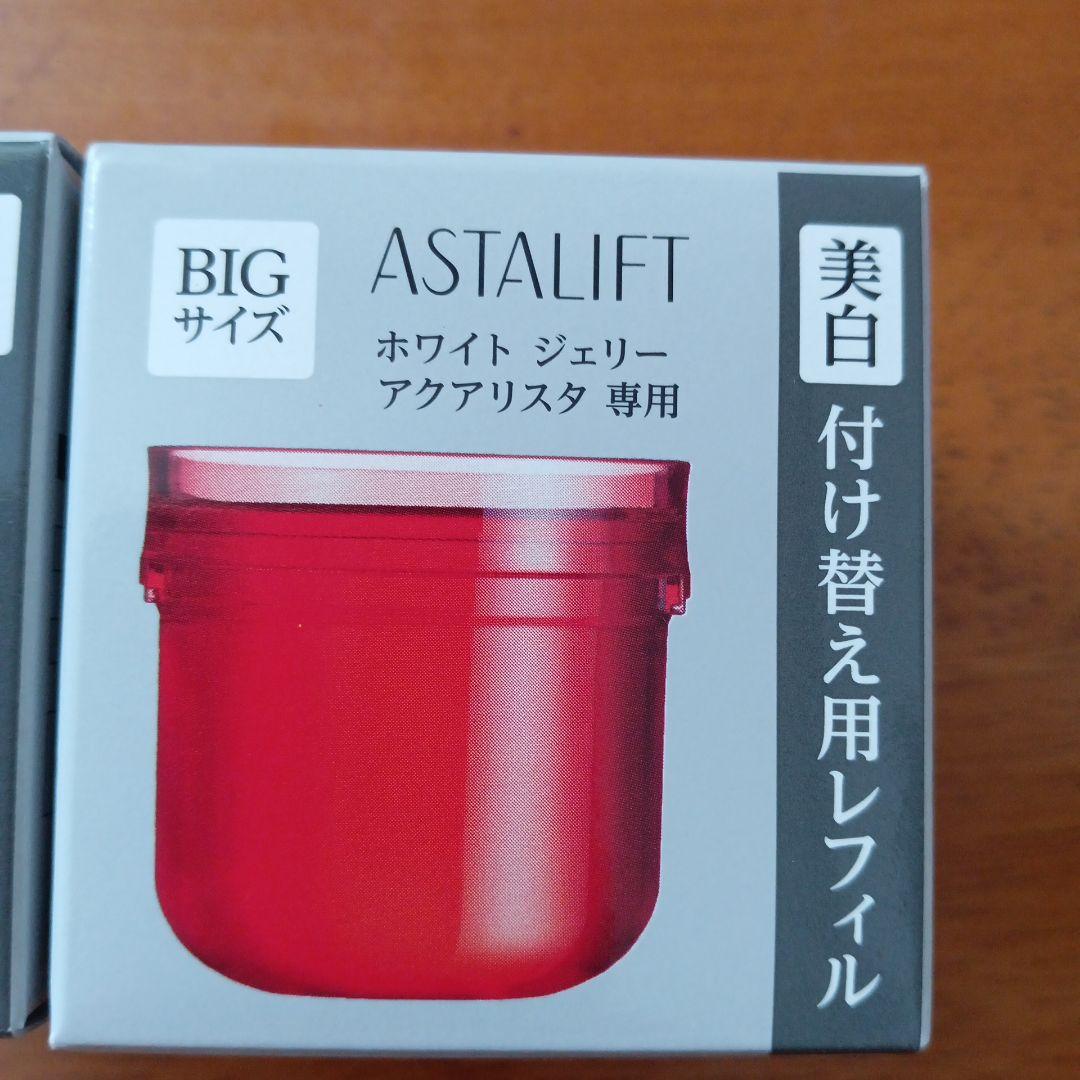 BIG
サイズ
ASTALIFT
ホワイト ジェリー
アクアリスタ 専用
美白
付け替え用レフィル